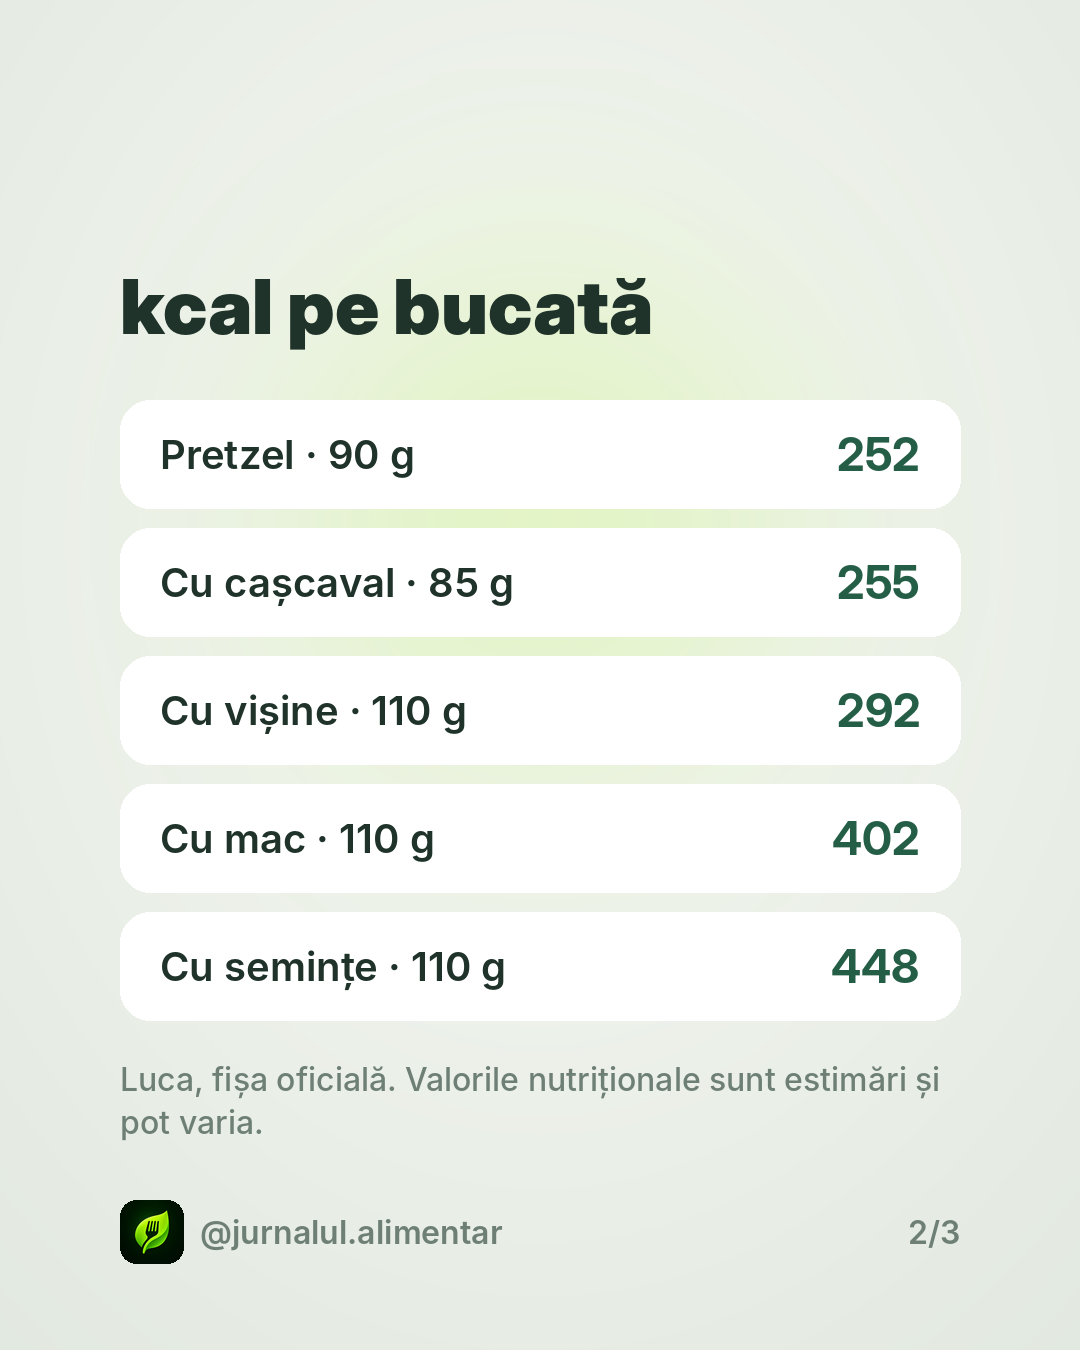 kcal pe bucată
Pretzel · 90 g 252
Cu cașcaval · 85 g 255
Cu vișine · 110 g 292
Cu mac · 110 g 402
Cu semințe · 110 g 448
Luca, fișa oficială. Valorile nutriționale sunt estimări și
pot varia.
@jurnalul.alimentar 2/3